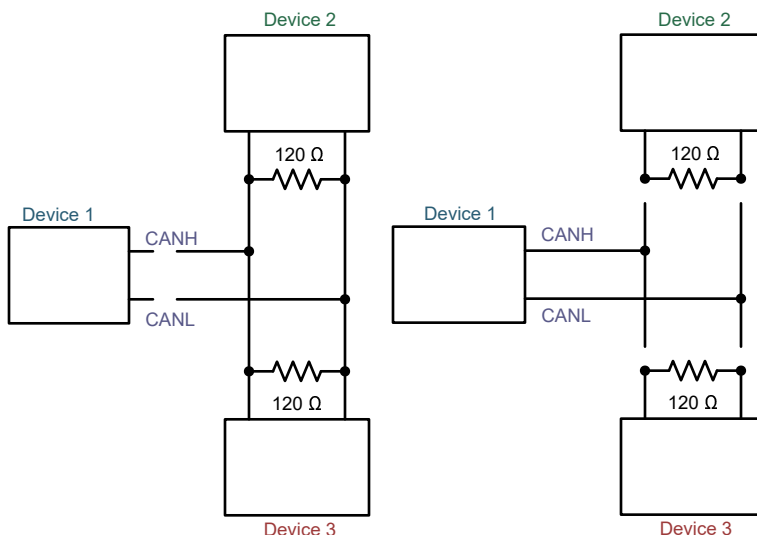 Device 2
120 Ω
Device 1
CANH
CANL
120 Ω
Device 3
Device 2
120 Ω
Device 1
CANH
CANL
120 Ω
Device 3